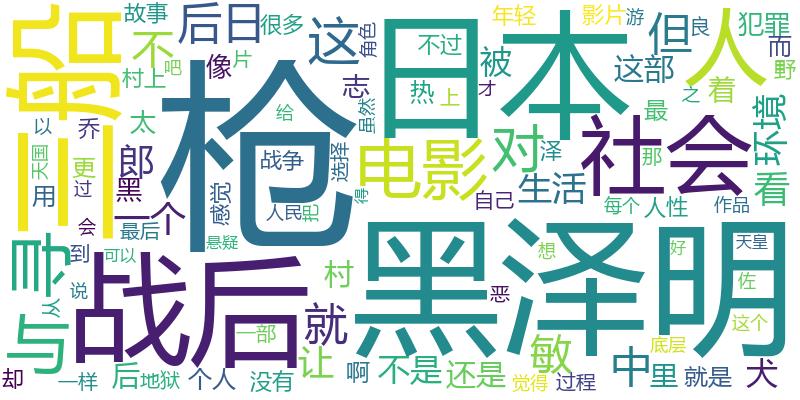 故事
后日
很多
这
角色
年轻
影片
游
良
但
人
犯罪
而
三船
不
村上
像
片
吧
志
枪
日本
不过
被
热
上
才
这部
最
着
之
野
以
乔
太
给
虽然
对
社会
环境
天国
用
更
过
郎
黑
一个
感觉
战争
选择
电影
泽
那
看
生活
人民
把
得
自己
每个
人性
作品
会
到
最后
悬疑
可以
寻
与
从
说
战后
村
就
黑泽明
恶
想
好
天皇
佐
这个
一部
让
敏
底层
却
一样
后
地狱
个人
没有
啊
不是
还是
觉得
过程
中
里
就是
犬